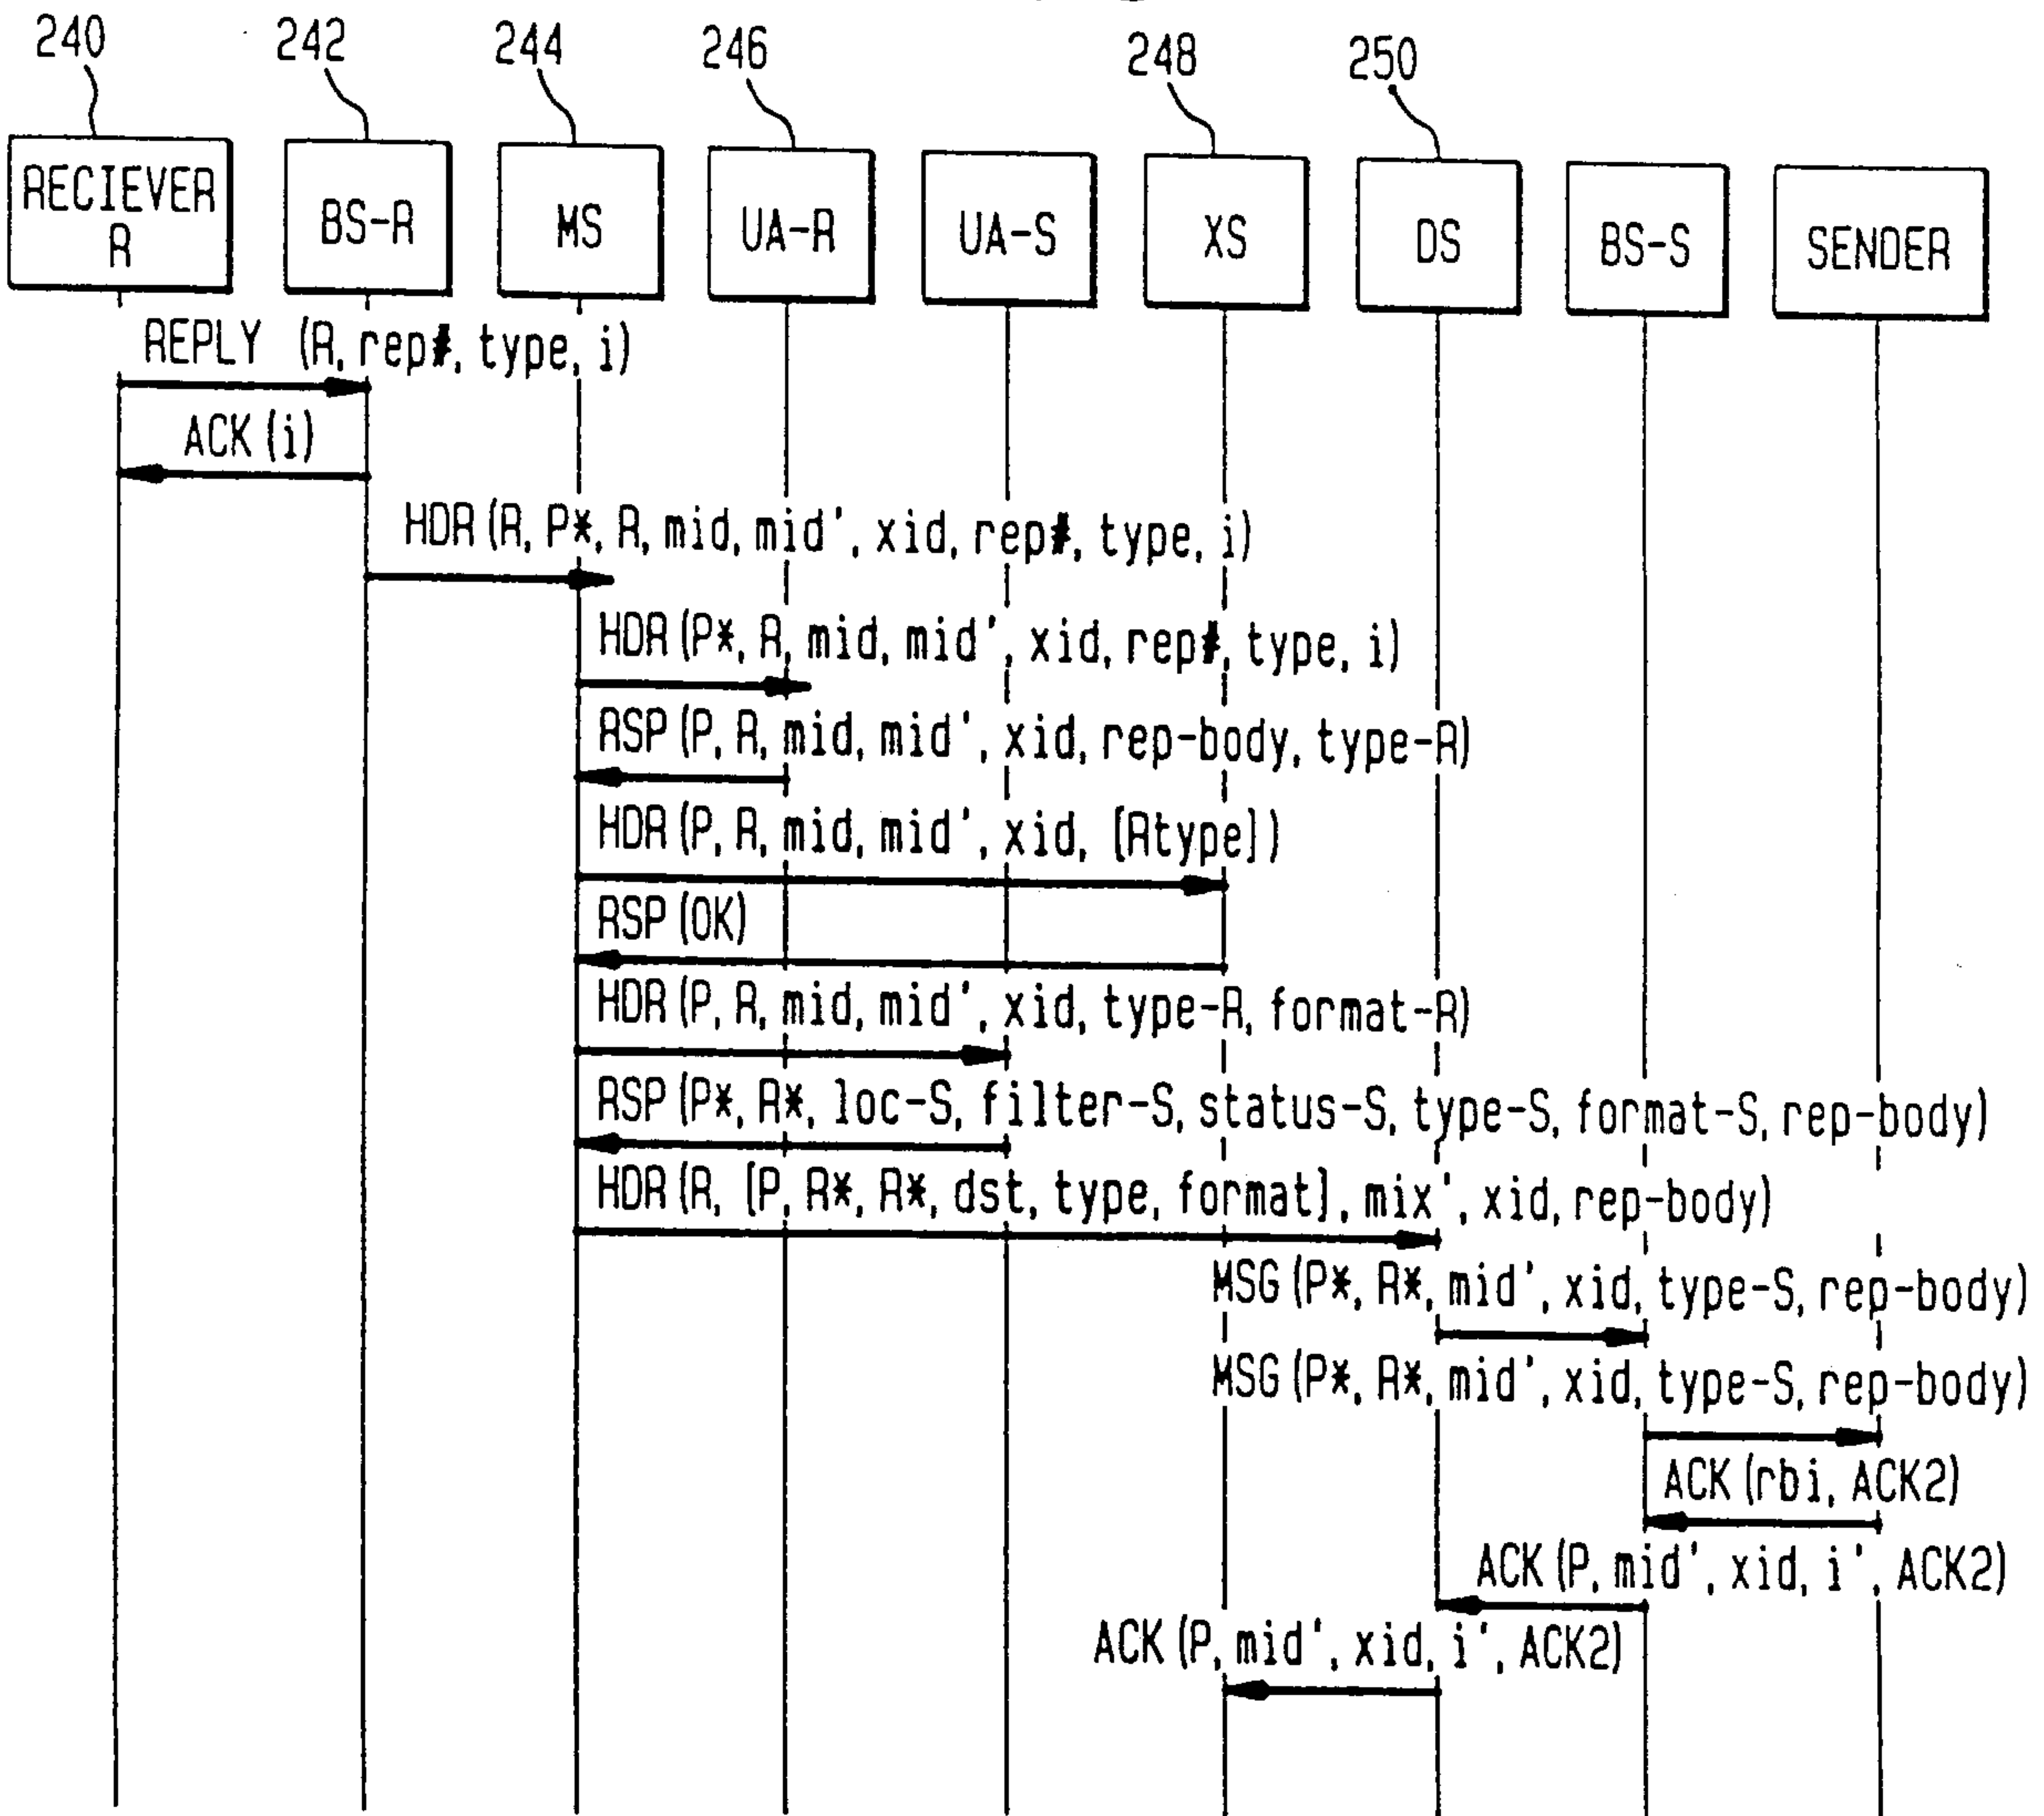 240 242 244 246 248 250
RECIEVER R BS-R MS UA-R UA-S XS DS BS-S SENDER
REPLY (R, rep#, type, i)
ACK (i)
HDR (R, P*, R, mid, mid', xid, rep#, type, i)
HDR (P*, R, mid, mid', xid, rep#, type, i)
RSP (P, R, mid, mid', xid, rep-body, type-R)
HDR (P, R, mid, mid', xid, [Rtype])
RSP (OK)
HDR (P, R, mid, mid', xid, type-R, format-R)
RSP (P*, R*, loc-S, filter-S, status-S, type-S, format-S, rep-body)
HDR (R, [P, R*, R*, dst, type, format], mix', xid, rep-body)
MSG (P*, R*, mid', xid, type-S, rep-body)
MSG (P*, R*, mid', xid, type-S, rep-body)
ACK (rbi, ACK2)
ACK (P, mid', xid, i', ACK2)
ACK (P, mid', xid, i', ACK2)